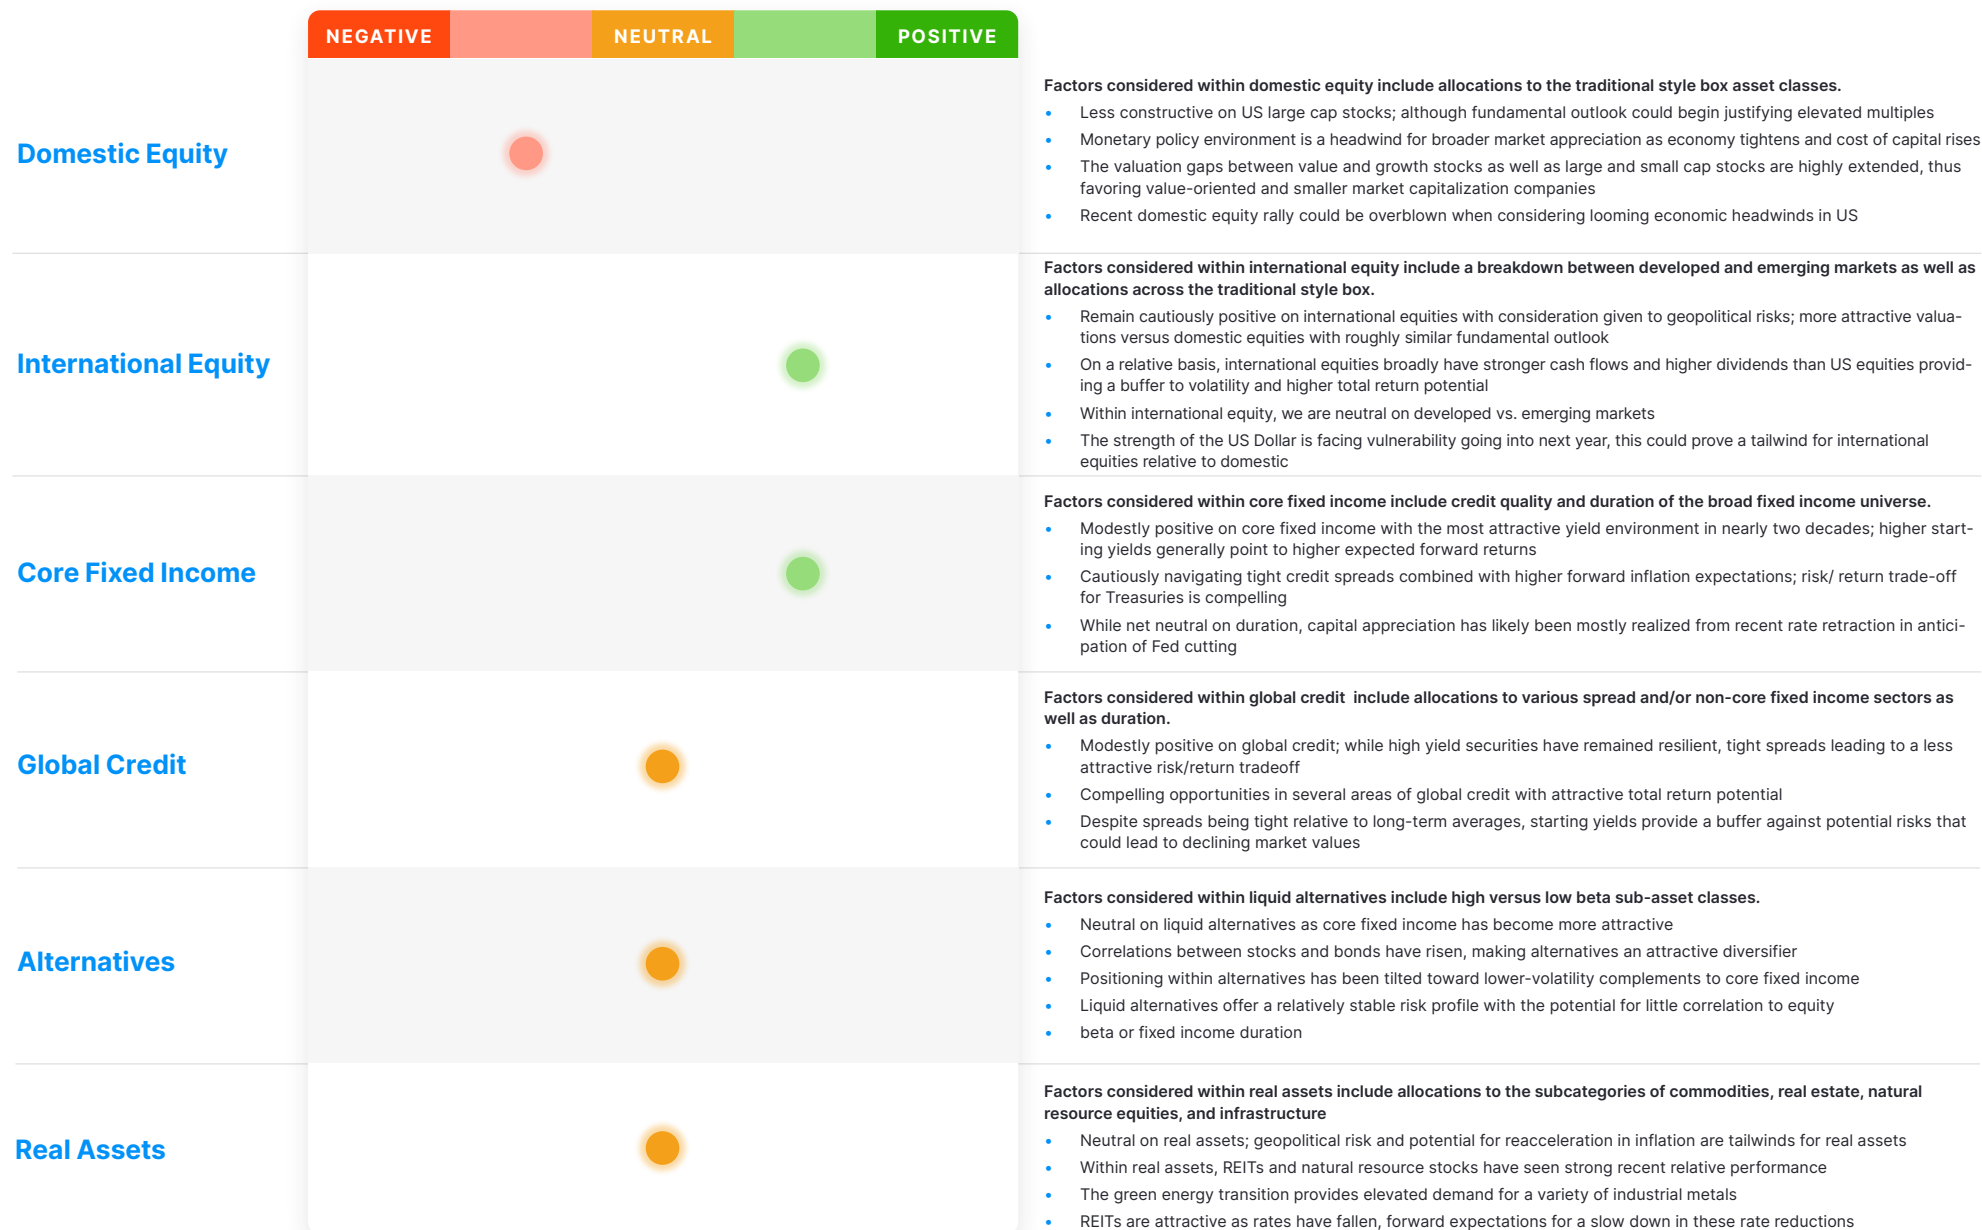 NEGATIVE
NEUTRAL
POSITIVE
Domestic Equity
Factors considered within domestic equity include allocations to the traditional style box asset classes.
• Less constructive on US large cap stocks; although fundamental outlook could begin justifying elevated multiples
• Monetary policy environment is a headwind for broader market appreciation as economy tightens and cost of capital rises
• The valuation gaps between value and growth stocks as well as large and small cap stocks are highly extended, thus
favoring value-oriented and smaller market capitalization companies
• Recent domestic equity rally could be overblown when considering looming economic headwinds in US
International Equity
Factors considered within international equity include a breakdown between developed and emerging markets as well as
allocations across the traditional style box.
• Remain cautiously positive on international equities with consideration given to geopolitical risks; more attractive valua-
tions versus domestic equities with roughly similar fundamental outlook
• On a relative basis, international equities broadly have stronger cash flows and higher dividends than US equities provid-
ing a buffer to volatility and higher total return potential
• Within international equity, we are neutral on developed vs. emerging markets
• The strength of the US Dollar is facing vulnerability going into next year, this could prove a tailwind for international
equities relative to domestic
Core Fixed Income
Factors considered within core fixed income include credit quality and duration of the broad fixed income universe.
• Modestly positive on core fixed income with the most attractive yield environment in nearly two decades; higher start-
ing yields generally point to higher expected forward returns
• Cautiously navigating tight credit spreads combined with higher forward inflation expectations; risk/ return trade-off
for Treasuries is compelling
• While net neutral on duration, capital appreciation has likely been mostly realized from recent rate retraction in antici-
pation of Fed cutting
Global Credit
Factors considered within global credit  include allocations to various spread and/or non-core fixed income sectors as
well as duration.
• Modestly positive on global credit; while high yield securities have remained resilient, tight spreads leading to a less
attractive risk/return tradeoff
• Compelling opportunities in several areas of global credit with attractive total return potential
• Despite spreads being tight relative to long-term averages, starting yields provide a buffer against potential risks that
could lead to declining market values
Alternatives
Factors considered within liquid alternatives include high versus low beta sub-asset classes.
• Neutral on liquid alternatives as core fixed income has become more attractive
• Correlations between stocks and bonds have risen, making alternatives an attractive diversifier
• Positioning within alternatives has been tilted toward lower-volatility complements to core fixed income
• Liquid alternatives offer a relatively stable risk profile with the potential for little correlation to equity
• beta or fixed income duration
Real Assets
Factors considered within real assets include allocations to the subcategories of commodities, real estate, natural
resource equities, and infrastructure
• Neutral on real assets; geopolitical risk and potential for reacceleration in inflation are tailwinds for real assets
• Within real assets, REITs and natural resource stocks have seen strong recent relative performance
• The green energy transition provides elevated demand for a variety of industrial metals
• REITs are attractive as rates have fallen, forward expectations for a slow down in these rate reductions